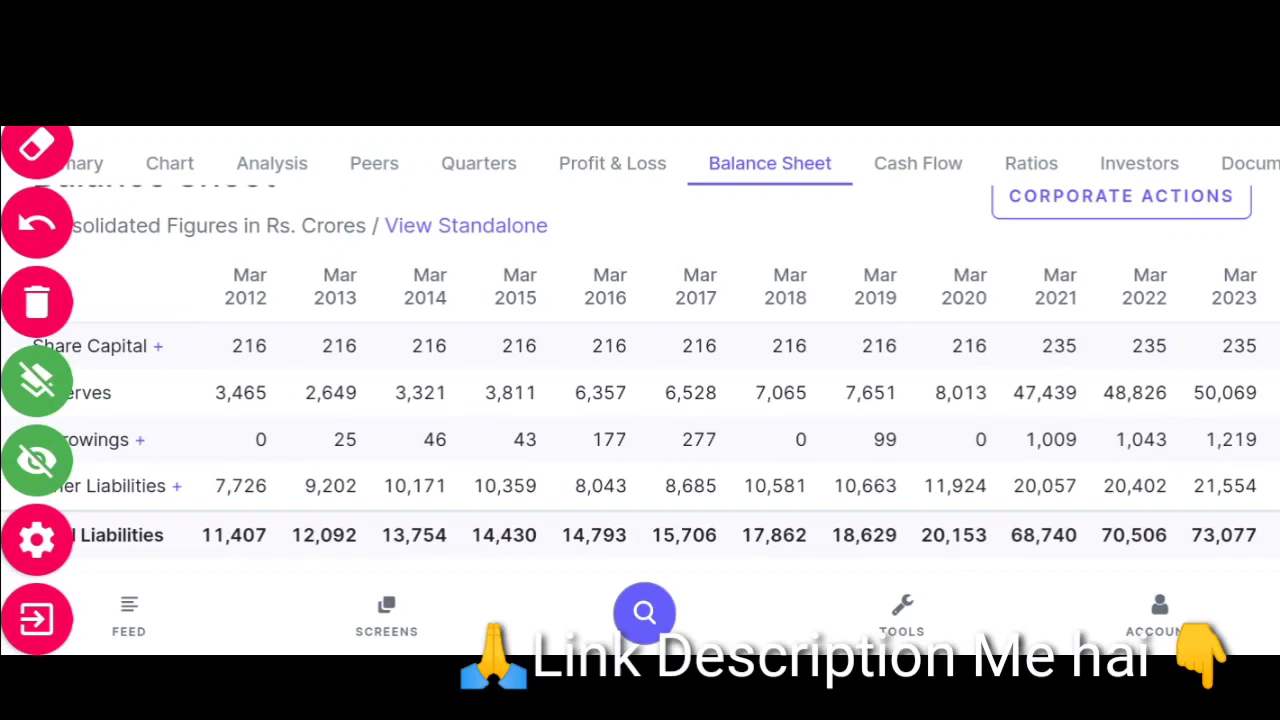 mary Chart Analysis Peers Quarters Profit & Loss Balance Sheet Cash Flow Ratios Investors Docum
Balance Sheet
CORPORATE ACTIONS
solidated Figures in Rs. Crores / View Standalone
Mar 2012 Mar 2013 Mar 2014 Mar 2015 Mar 2016 Mar 2017 Mar 2018 Mar 2019 Mar 2020 Mar 2021 Mar 2022 Mar 2023
Share Capital + 216 216 216 216 216 216 216 216 216 235 235 235
erves 3,465 2,649 3,321 3,811 6,357 6,528 7,065 7,651 8,013 47,439 48,826 50,069
rowings + 0 25 46 43 177 277 0 99 0 1,009 1,043 1,219
er Liabilities + 7,726 9,202 10,171 10,359 8,043 8,685 10,581 10,663 11,924 20,057 20,402 21,554
l Liabilities 11,407 12,092 13,754 14,430 14,793 15,706 17,862 18,629 20,153 68,740 70,506 73,077
FEED SCREENS TOOLS ACCOUN
🙏Link Description Me hai 👇